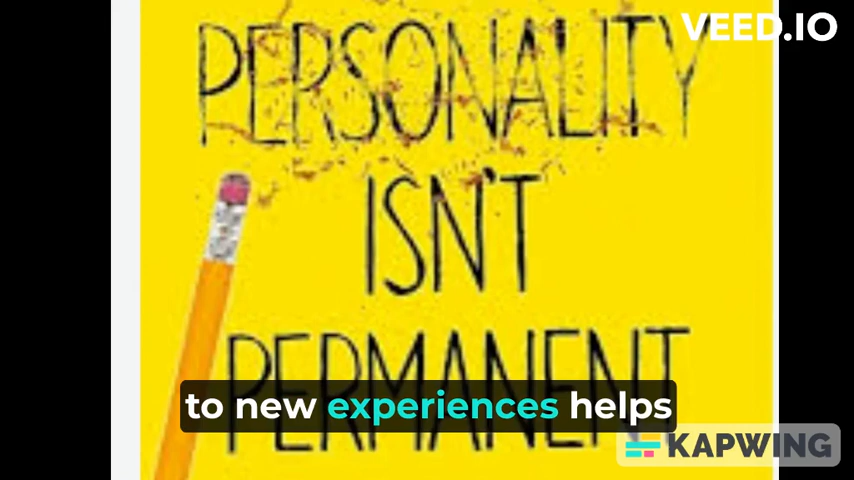 VEED.IO
PERSONALITY
ISN'T
PERMANENT
to new experiences helps
KAPWING